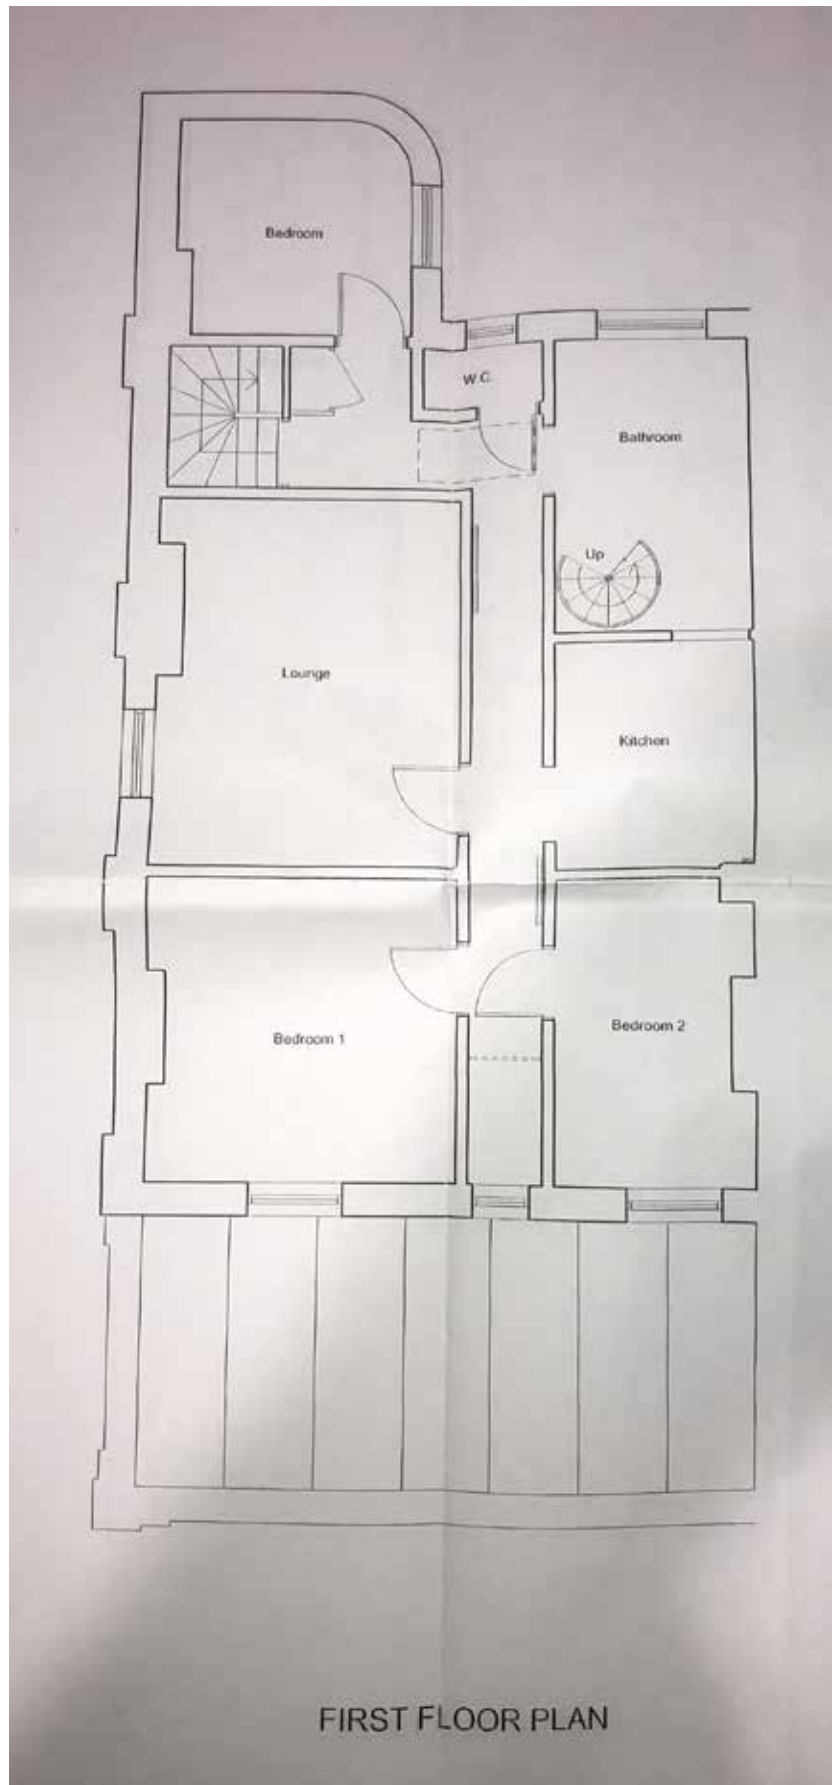 Bedroom
W.C.
Bathroom
Up
Lounge
Kitchen
Bedroom 1
Bedroom 2
FIRST FLOOR PLAN